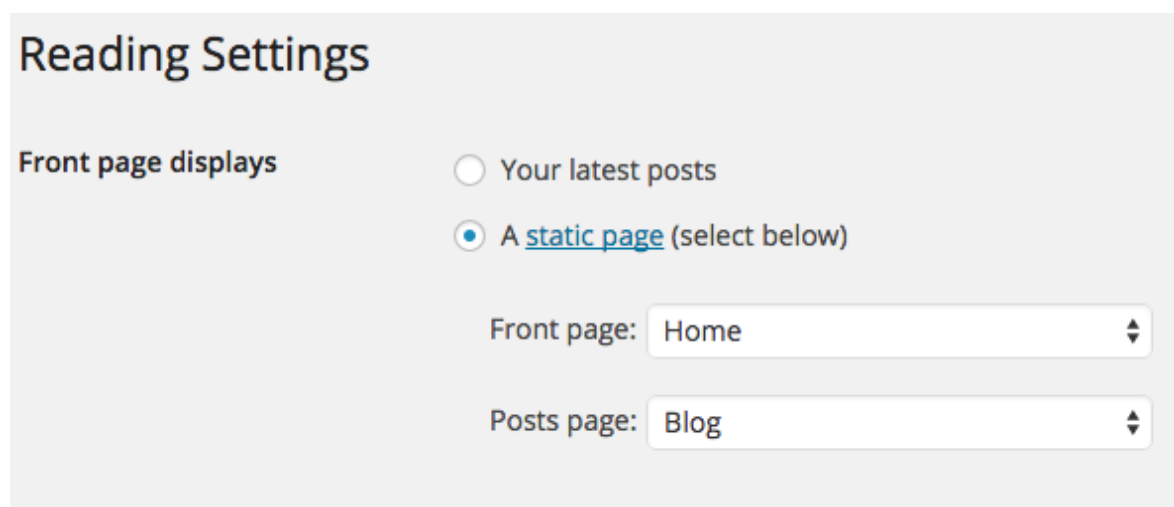 Reading Settings
Front page displays
Your latest posts
A static page (select below)
Front page: Home
Posts page: Blog